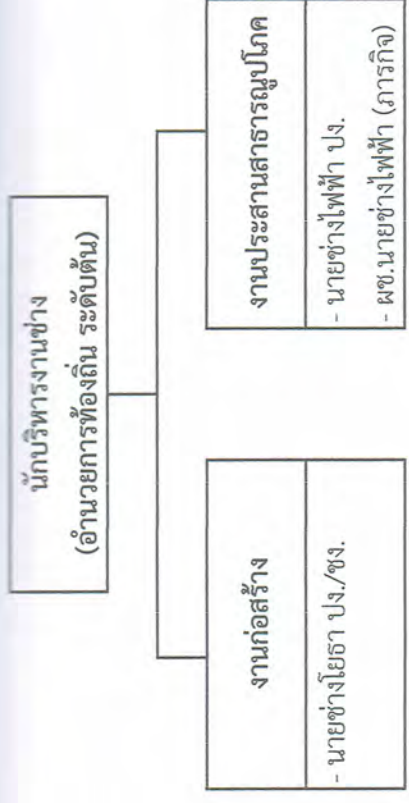 นักบริหารงานช่าง
(อำนวยการท้องถิ่น ระดับต้น)
งานก่อสร้าง
- นายช่างโยธา ปง./ชง.
งานประสานสาธารณูปโภค
- นายช่างไฟฟ้า ปง.
- ผช.นายช่างไฟฟ้า (ภารกิจ)